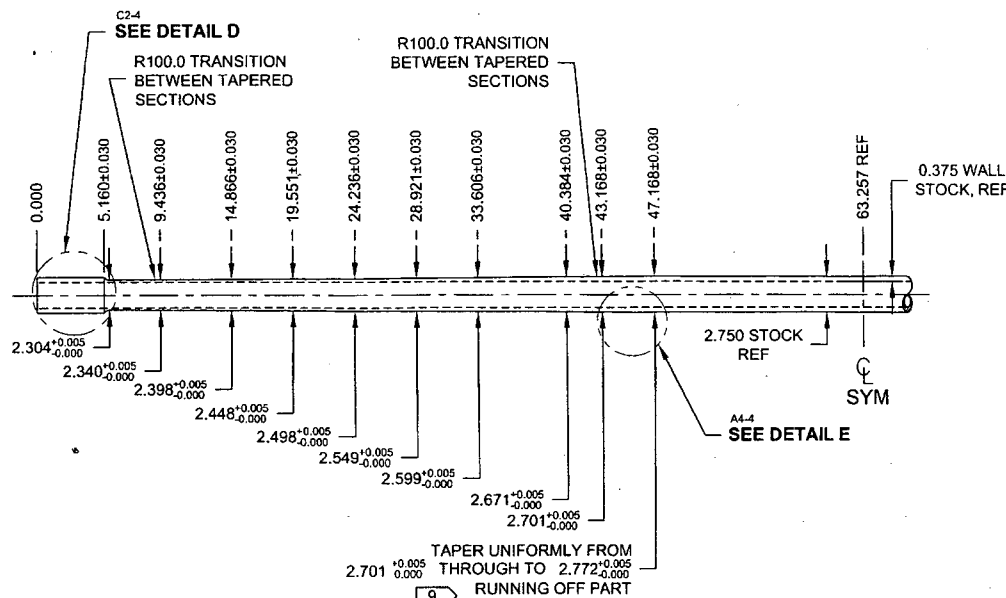 C2-4
SEE DETAIL D
R100.0 TRANSITION
BETWEEN TAPERED
SECTIONS
R100.0 TRANSITION
BETWEEN TAPERED
SECTIONS
0.000
5.160±0.030
9.436±0.030
14.866±0.030
19.551±0.030
24.236±0.030
28.921±0.030
33.606±0.030
40.384±0.030
43.168±0.030
47.168±0.030
63.257 REF
0.375 WALL
STOCK, REF
2.304 +0.005 -0.000
2.340 +0.005 -0.000
2.398 +0.005 -0.000
2.448 +0.005 -0.000
2.498 +0.005 -0.000
2.549 +0.005 -0.000
2.599 +0.005 -0.000
2.671 +0.005 -0.000
2.701 +0.005 -0.000
2.750 STOCK
REF
℄
SYM
A4-4
SEE DETAIL E
TAPER UNIFORMLY FROM
2.701 +0.005 0.000 THROUGH TO 2.772 +0.005 -0.000
9 RUNNING OFF PART